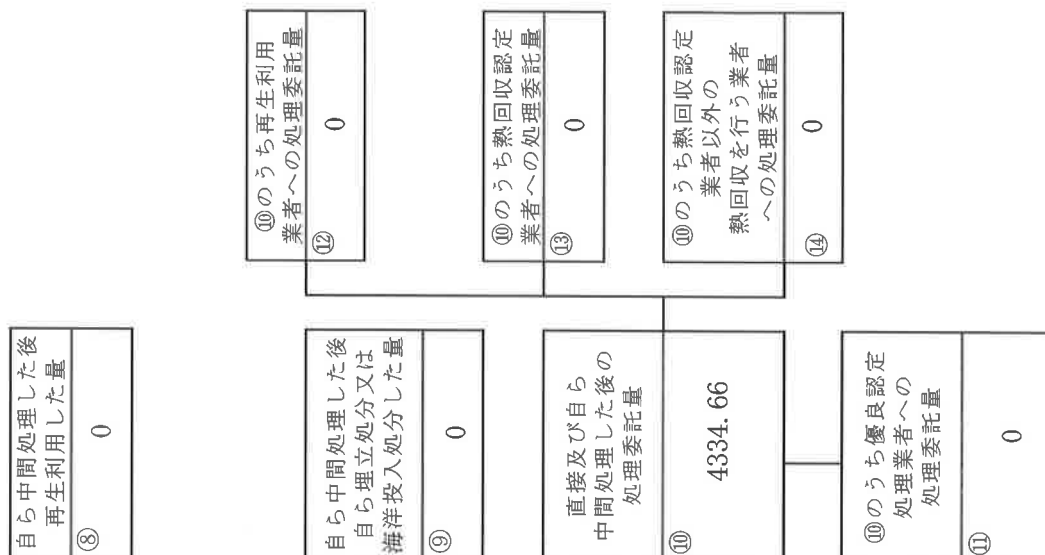 自ら中間処理した後
再生利用した量
⑧
0
自ら中間処理した後
自ら埋立処分又は
海洋投入処分した量
⑨
0
直接及び自ら
中間処理した後の
処理委託量
⑩
4334.66
⑩のうち優良認定
処理業者への
処理委託量
⑪
0
⑩のうち再生利用
業者への処理委託量
⑫
0
⑩のうち熱回収認定
業者への処理委託量
⑬
0
⑩のうち熱回収認定
業者以外の
熱回収を行う業者
への処理委託量
⑭
0